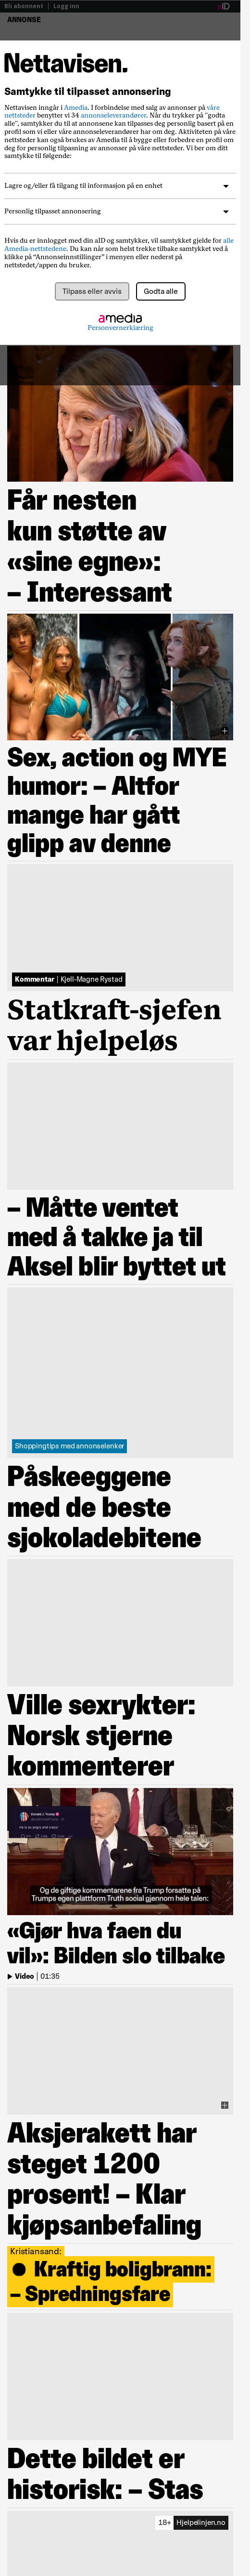 Bli abonnent | Logg inn
aID
ANNONSE
Nettavisen.
Samtykke til tilpasset annonsering
Nettavisen inngår i Amedia. I forbindelse med salg av annonser på våre
nettsteder benytter vi 34 annonseleverandører. Når du trykker på "godta
alle", samtykker du til at annonsene kan tilpasses deg personlig basert på en
profil som vi eller våre annonseleverandører har om deg. Aktiviteten på våre
nettsteder kan også brukes av Amedia til å bygge eller forsterke en profil om
deg for personlig tilpasning av annonser på våre nettsteder. Vi ber om ditt
samtykke til følgende:
Lagre og/eller få tilgang til informasjon på en enhet
Personlig tilpasset annonsering
Hvis du er innlogget med din aID og samtykker, vil samtykket gjelde for alle
Amedia-nettstedene. Du kan når som helst trekke tilbake samtykket ved å
klikke på “Annonseinnstillinger” i menyen eller nederst på
nettstedet/appen du bruker.
Tilpass eller avvis
Godta alle
amedia
Personvernerklæring
Får nesten
kun støtte av
«sine egne»:
– Interessant
Sex, action og MYE
humor: – Altfor
mange har gått
glipp av denne
Kommentar | Kjell-Magne Rystad
Statkraft-sjefen
var hjelpeløs
– Måtte ventet
med å takke ja til
Aksel blir byttet ut
Shoppingtips med annonselenker
Påskeeggene
med de beste
sjokoladebitene
Ville sexrykter:
Norsk stjerne
kommenterer
Donald J. Trump
Og de giftige kommentarene fra Trump forsatte på
Trumps egen plattform Truth social gjennom hele talen:
«Gjør hva faen du
vil»: Bilden slo tilbake
Video | 01:35
Aksjerakett har
steget 1200
prosent! – Klar
kjøpsanbefaling
Kristiansand:
● Kraftig boligbrann:
– Spredningsfare
Dette bildet er
historisk: – Stas
18+ Hjelpelinjen.no